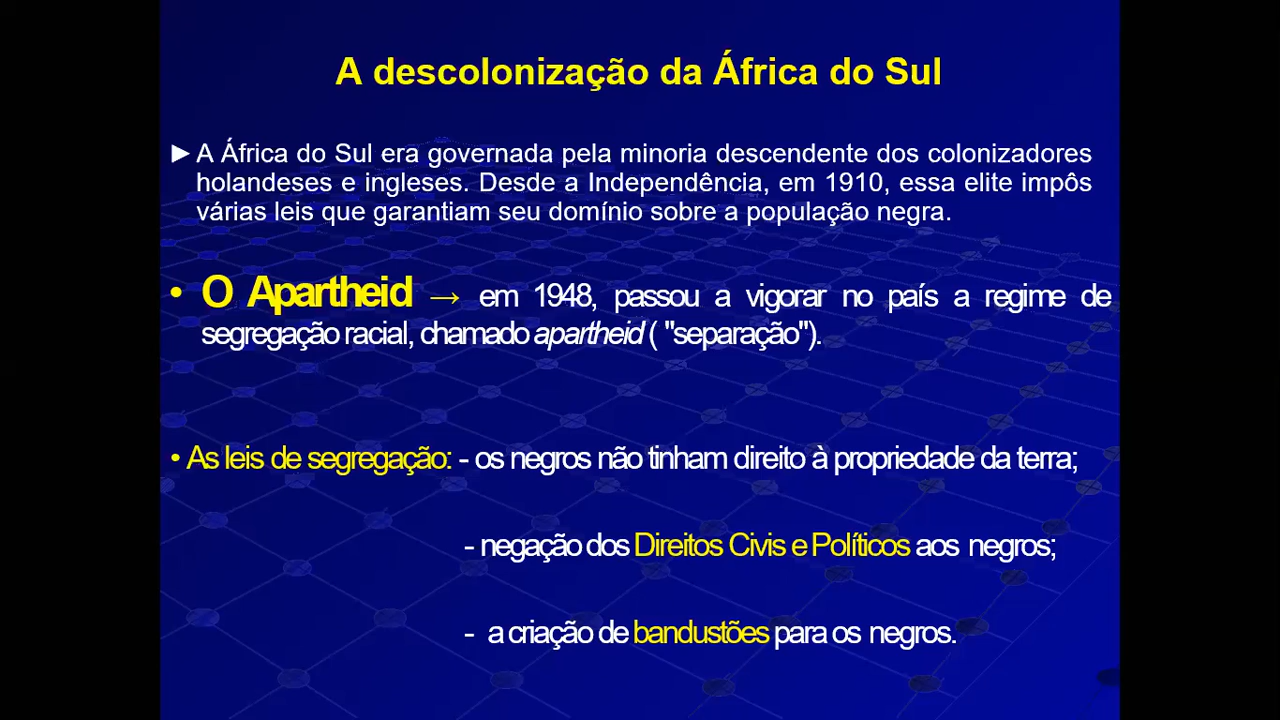 A descolonização da África do Sul
►A África do Sul era governada pela minoria descendente dos colonizadores
holandeses e ingleses. Desde a Independência, em 1910, essa elite impôs
várias leis que garantiam seu domínio sobre a população negra.
• O Apartheid → em 1948, passou a vigorar no país a regime de
segregação racial, chamado apartheid ( "separação").
• As leis de segregação: - os negros não tinham direito à propriedade da terra;
- negação dos Direitos Civis e Políticos aos negros;
- a criação de bandustões para os negros.